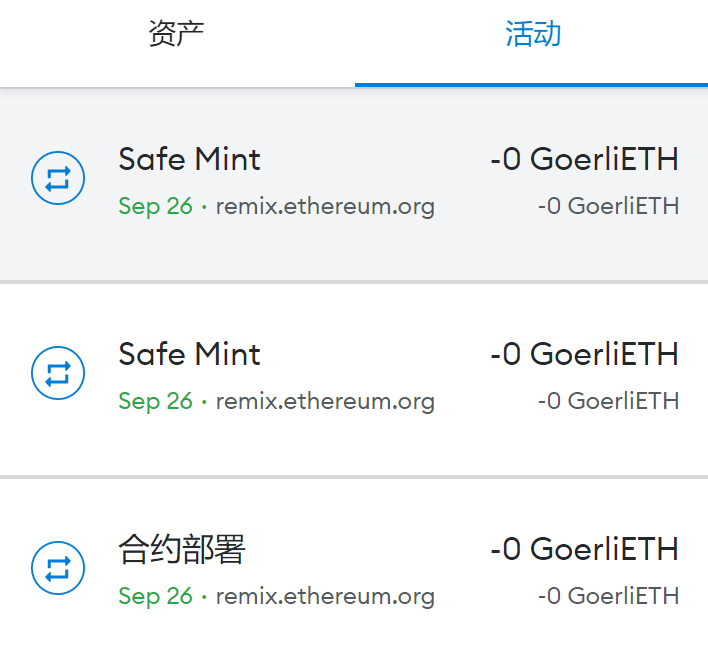 资产 活动
Safe Mint -0 GoerliETH
Sep 26 · remix.ethereum.org -0 GoerliETH
Safe Mint -0 GoerliETH
Sep 26 · remix.ethereum.org -0 GoerliETH
合约部署 -0 GoerliETH
Sep 26 · remix.ethereum.org -0 GoerliETH